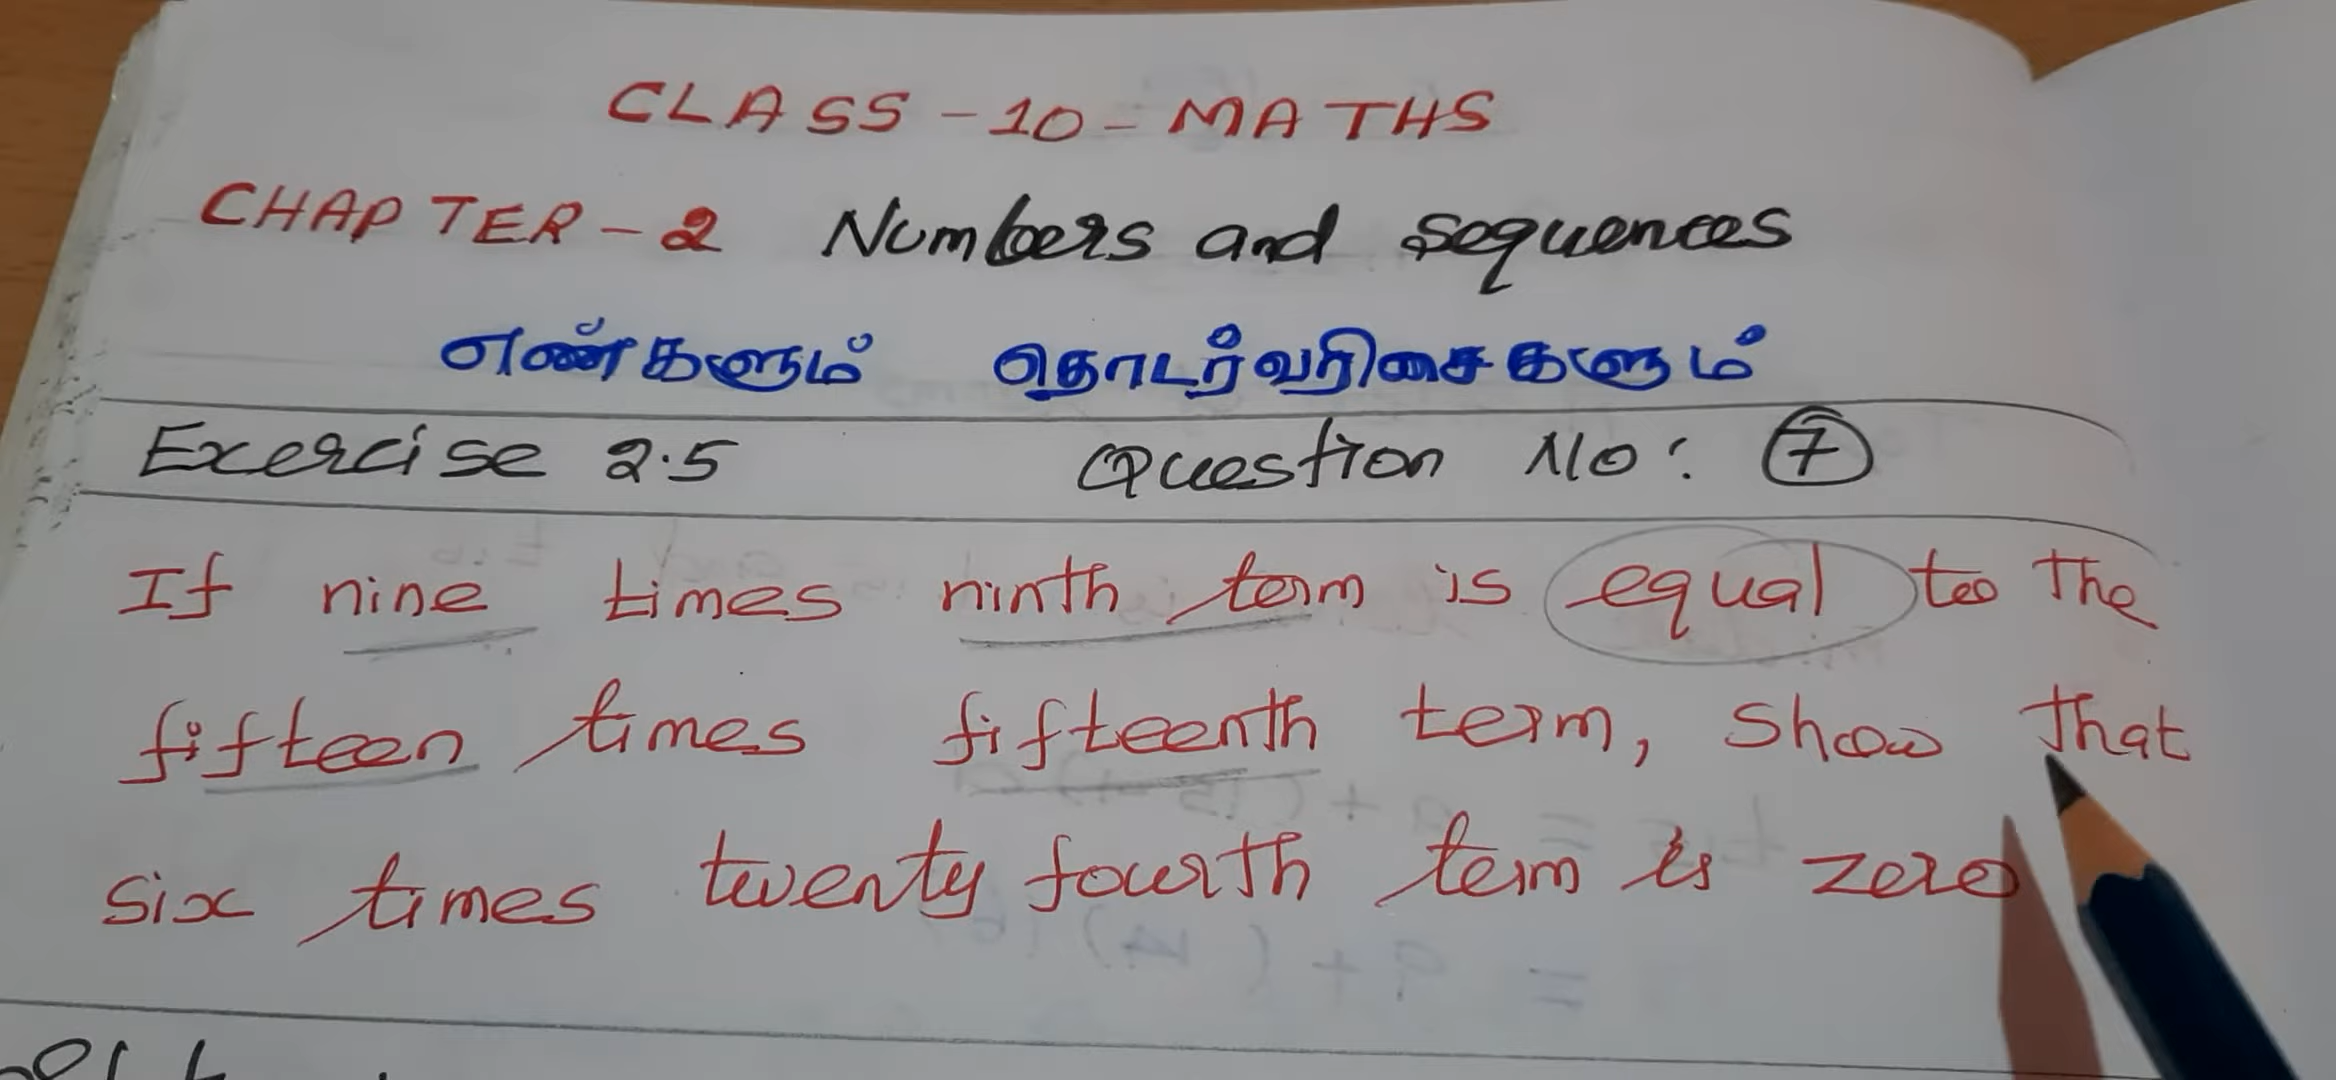 CLASS - 10 - MATHS
CHAPTER - 2 Numbers and sequences
எண்களும் தொடர்வரிசைகளும்
Exercise 2.5 Question No: 7
If nine times ninth term is equal to the
fifteen times fifteenth term, show that
six times twenty fourth term is zero